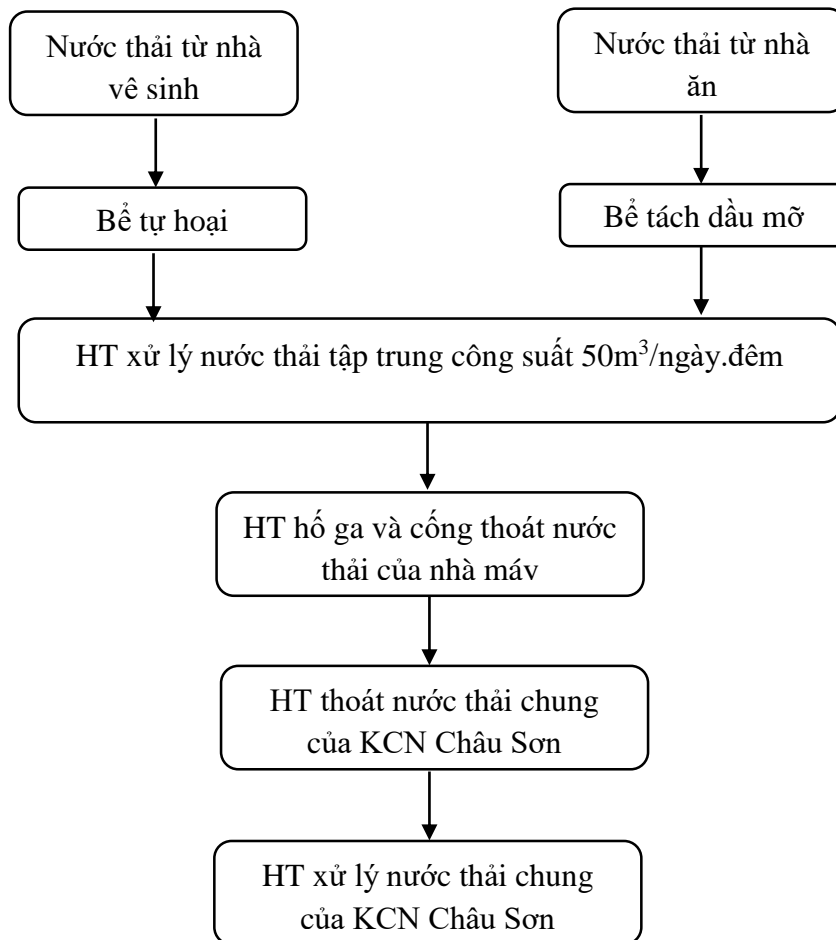 Nước thải từ nhà
vê sinh
Nước thải từ nhà
ăn
Bể tự hoại
Bể tách dầu mỡ
HT xử lý nước thải tập trung công suất 50m³/ngày.đêm
HT hố ga và cống thoát nước
thải của nhà máv
HT thoát nước thải chung
của KCN Châu Sơn
HT xử lý nước thải chung
của KCN Châu Sơn